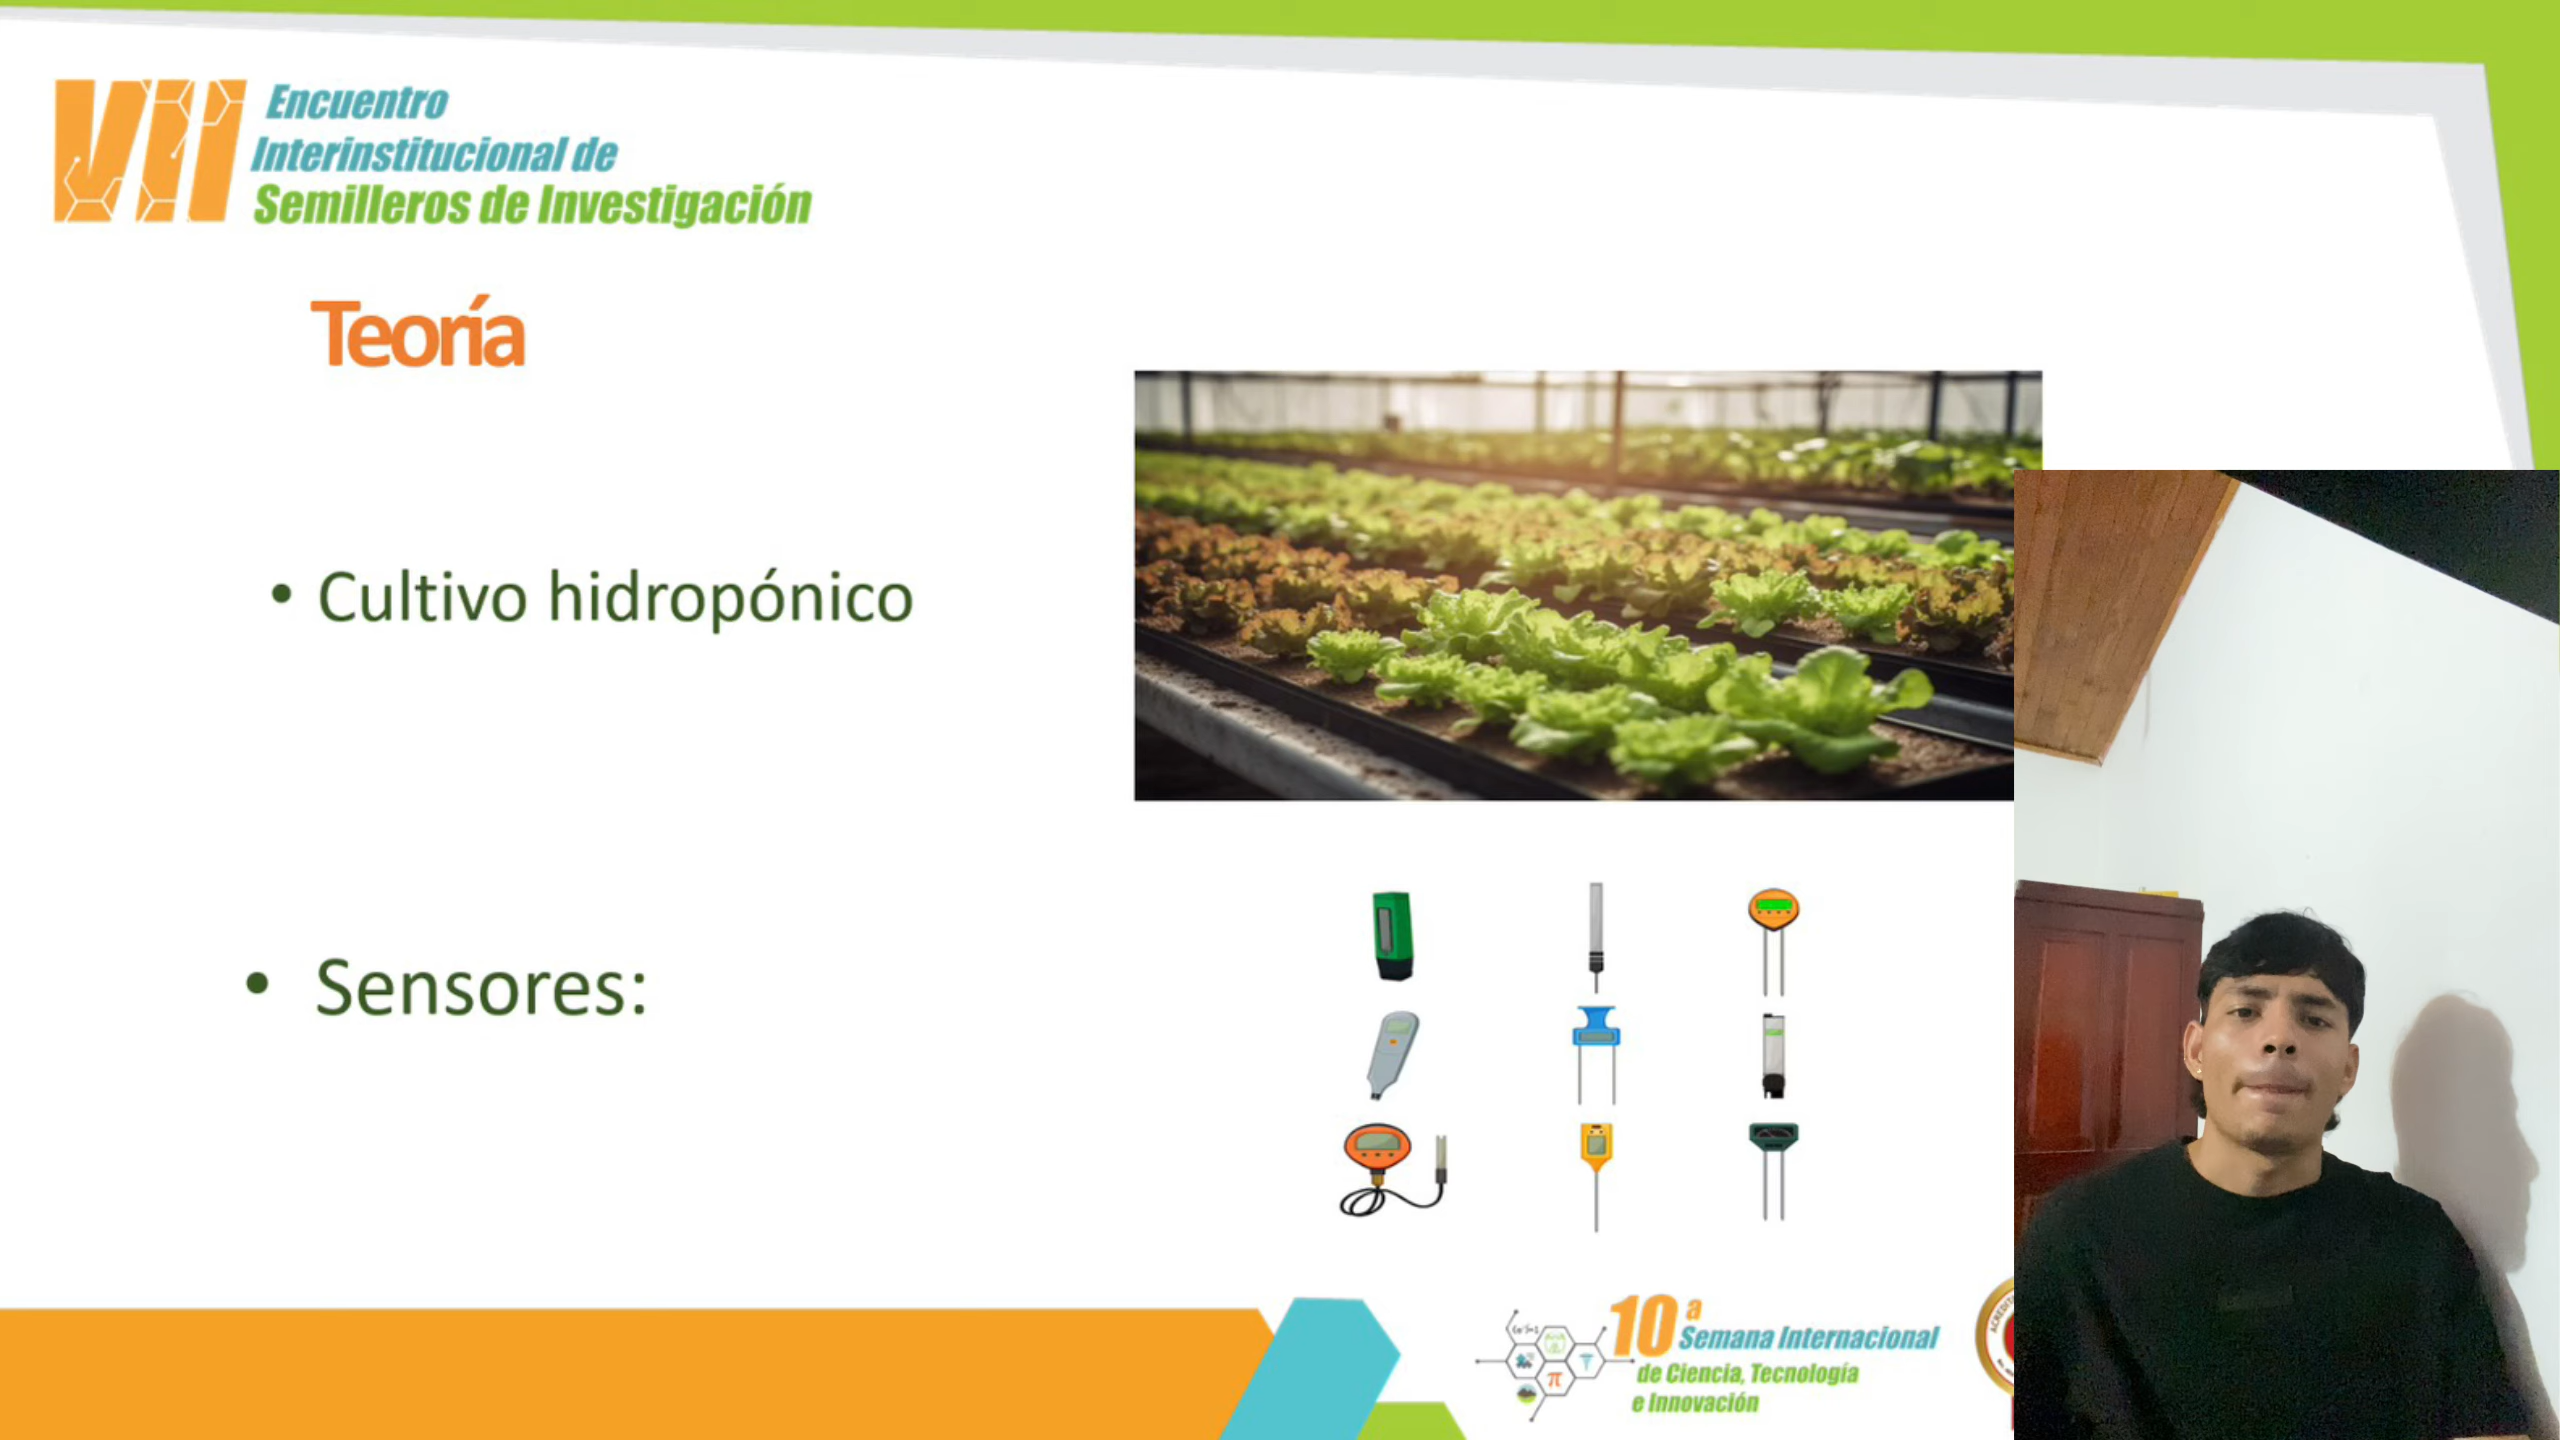 VII Encuentro
Interinstitucional de
Semilleros de Investigación
Teoría
• Cultivo hidropónico
• Sensores:
10ª
Semana Internacional
de Ciencia, Tecnología
e Innovación
π